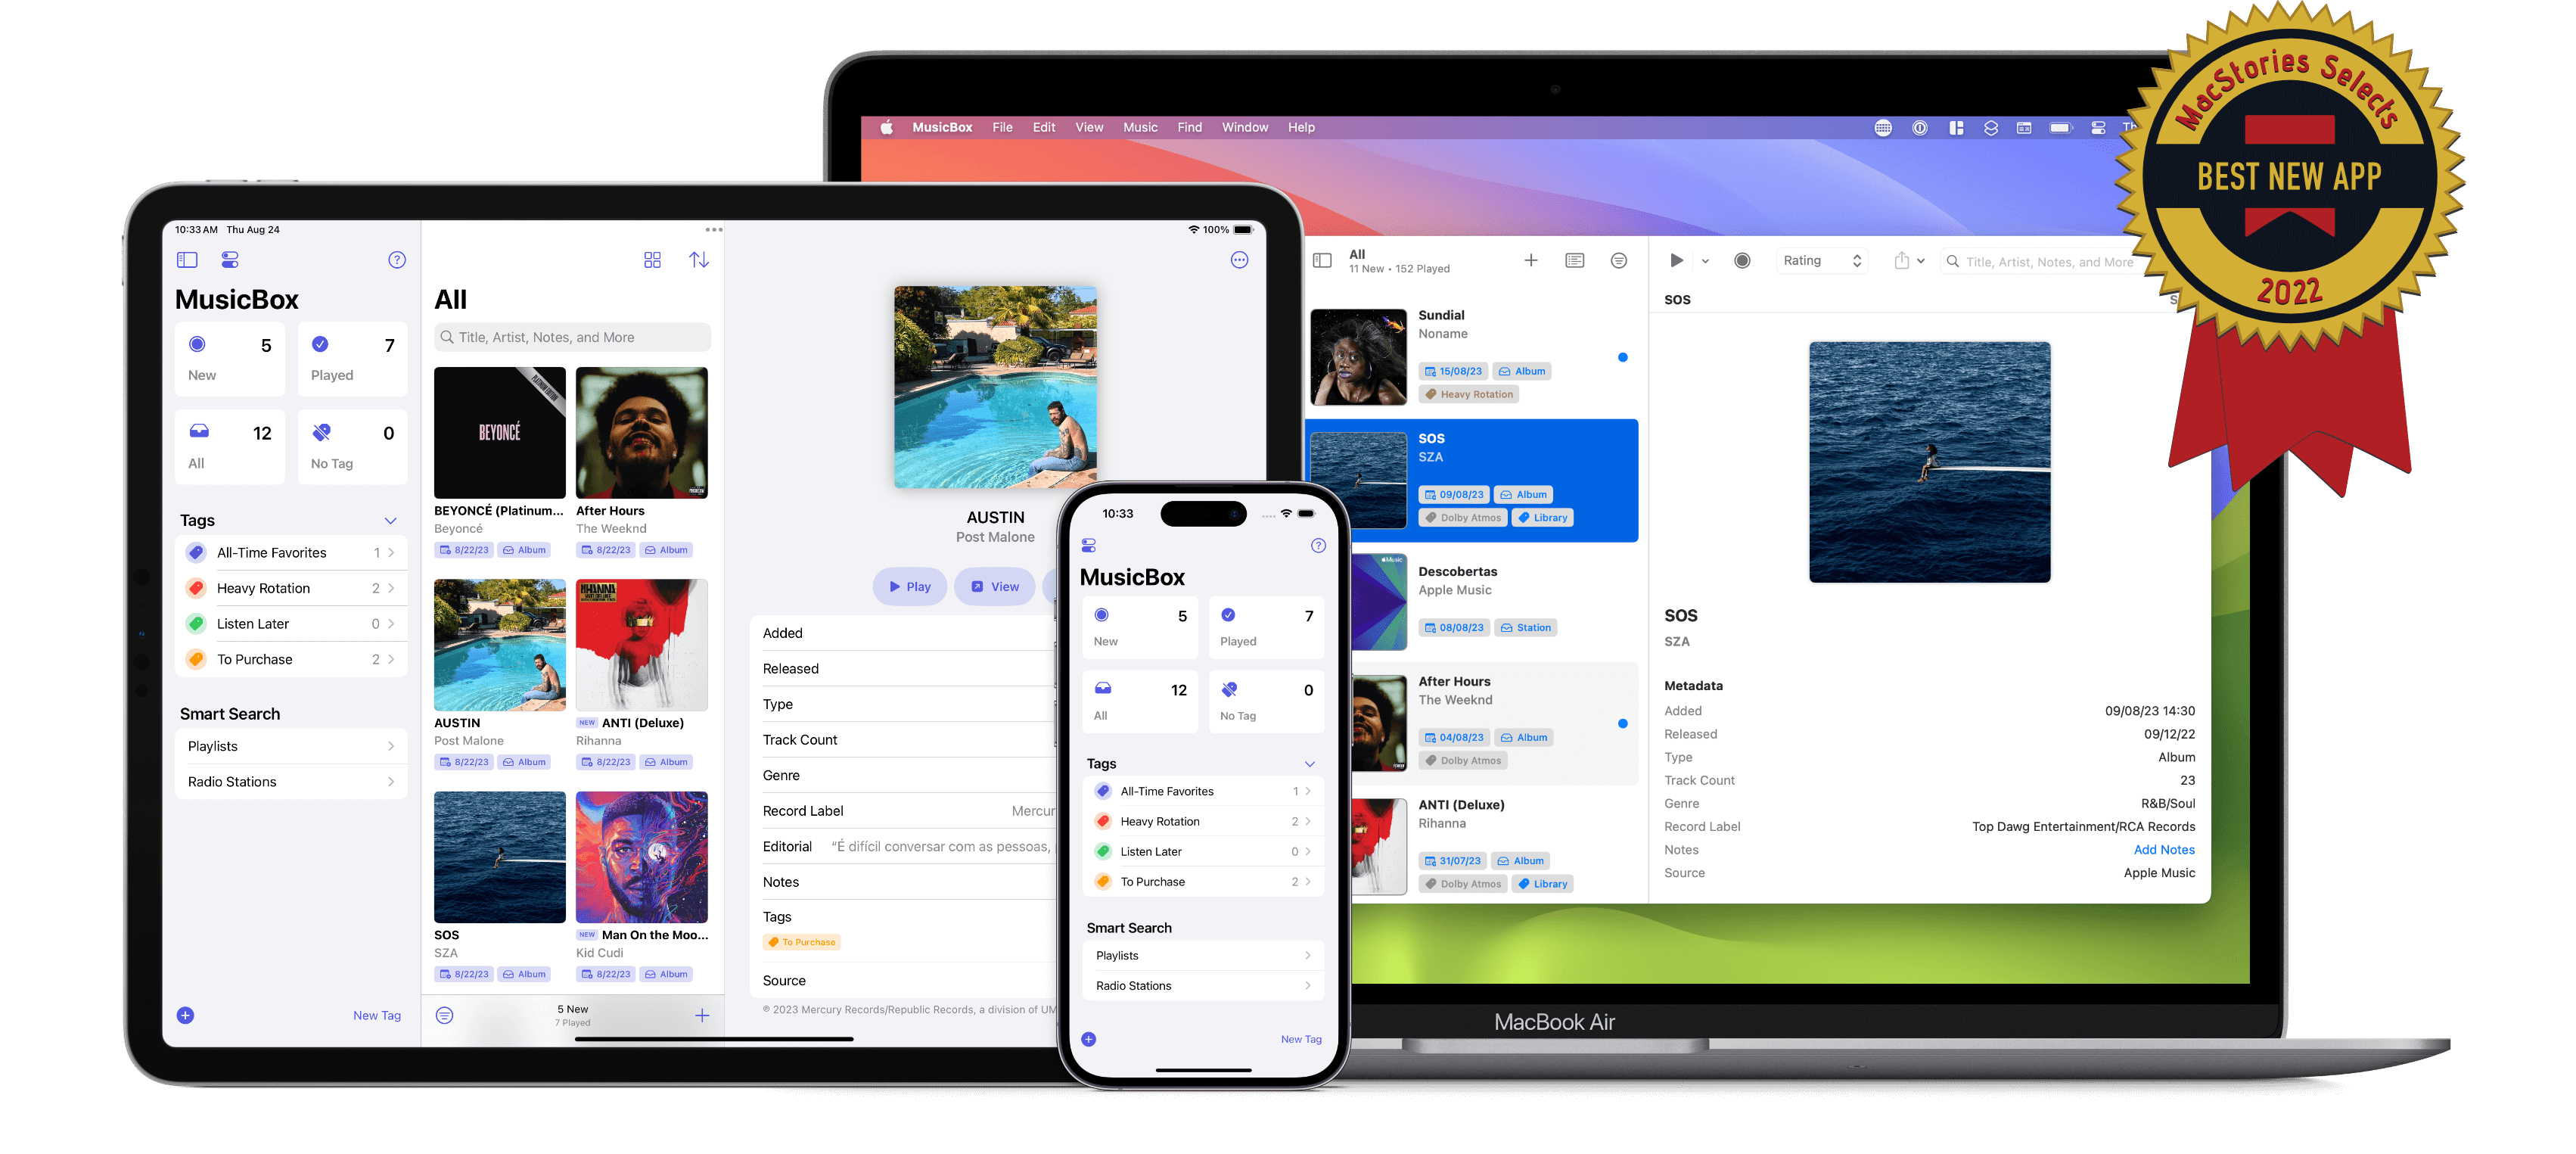 MacStories Selects
BEST NEW APP
2022
MusicBox File Edit View Music Find Window Help
10:33 AM Thu Aug 24
100%
MusicBox
5
New
7
Played
12
All
0
No Tag
Tags
All-Time Favorites 1
Heavy Rotation 2
Listen Later 0
To Purchase 2
Smart Search
Playlists
Radio Stations
New Tag
All
Title, Artist, Notes, and More
PLATINUM EDITION
BEYONCÉ
BEYONCÉ (Platinum...
Beyoncé
8/22/23 Album
After Hours
The Weeknd
8/22/23 Album
AUSTIN
Post Malone
8/22/23 Album
RIHANNA
NEW ANTI (Deluxe)
Rihanna
8/22/23 Album
SOS
SZA
8/22/23 Album
NEW Man On the Moo...
Kid Cudi
8/22/23 Album
5 New
7 Played
AUSTIN
Post Malone
Play
View
Added
Released
Type
Track Count
Genre
Record Label Mercur
Editorial “É difícil conversar com as pessoas,
Notes
Tags
To Purchase
Source
℗ 2023 Mercury Records/Republic Records, a division of UM
10:33
MusicBox
5
New
7
Played
12
All
0
No Tag
Tags
All-Time Favorites 1
Heavy Rotation 2
Listen Later 0
To Purchase 2
Smart Search
Playlists
Radio Stations
New Tag
All
11 New • 152 Played
Sundial
Noname
15/08/23 Album
Heavy Rotation
SOS
SZA
09/08/23 Album
Dolby Atmos Library
Music
Descobertas
Apple Music
08/08/23 Station
After Hours
The Weeknd
04/08/23 Album
Dolby Atmos
ANTI (Deluxe)
Rihanna
31/07/23 Album
Dolby Atmos Library
Rating
Title, Artist, Notes, and More
SOS
SOS
SZA
Metadata
Added 09/08/23 14:30
Released 09/12/22
Type Album
Track Count 23
Genre R&B/Soul
Record Label Top Dawg Entertainment/RCA Records
Notes Add Notes
Source Apple Music
MacBook Air